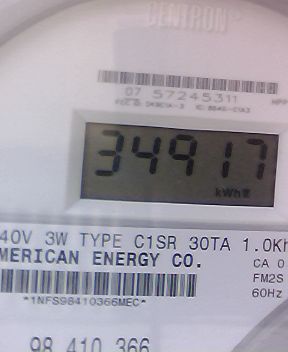 CENTRON®
07 57245311
34917
kWh
40V 3W TYPE C1SR 30TA 1.0Kh
MERICAN ENERGY CO.
CA 0
FM2S
60Hz
*1NFS98410366MEC*
98 410 366